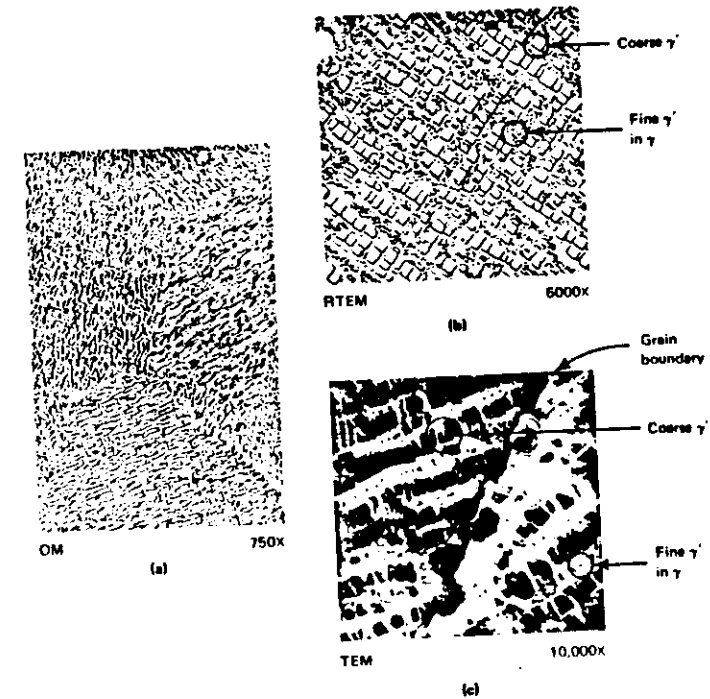 Coarse γ'
Fine γ'
in γ
RTEM
6000X
(b)
Grain
boundary
Coarse γ'
OM
750X
(a)
Fine γ'
in γ
TEM
10,000X
(c)